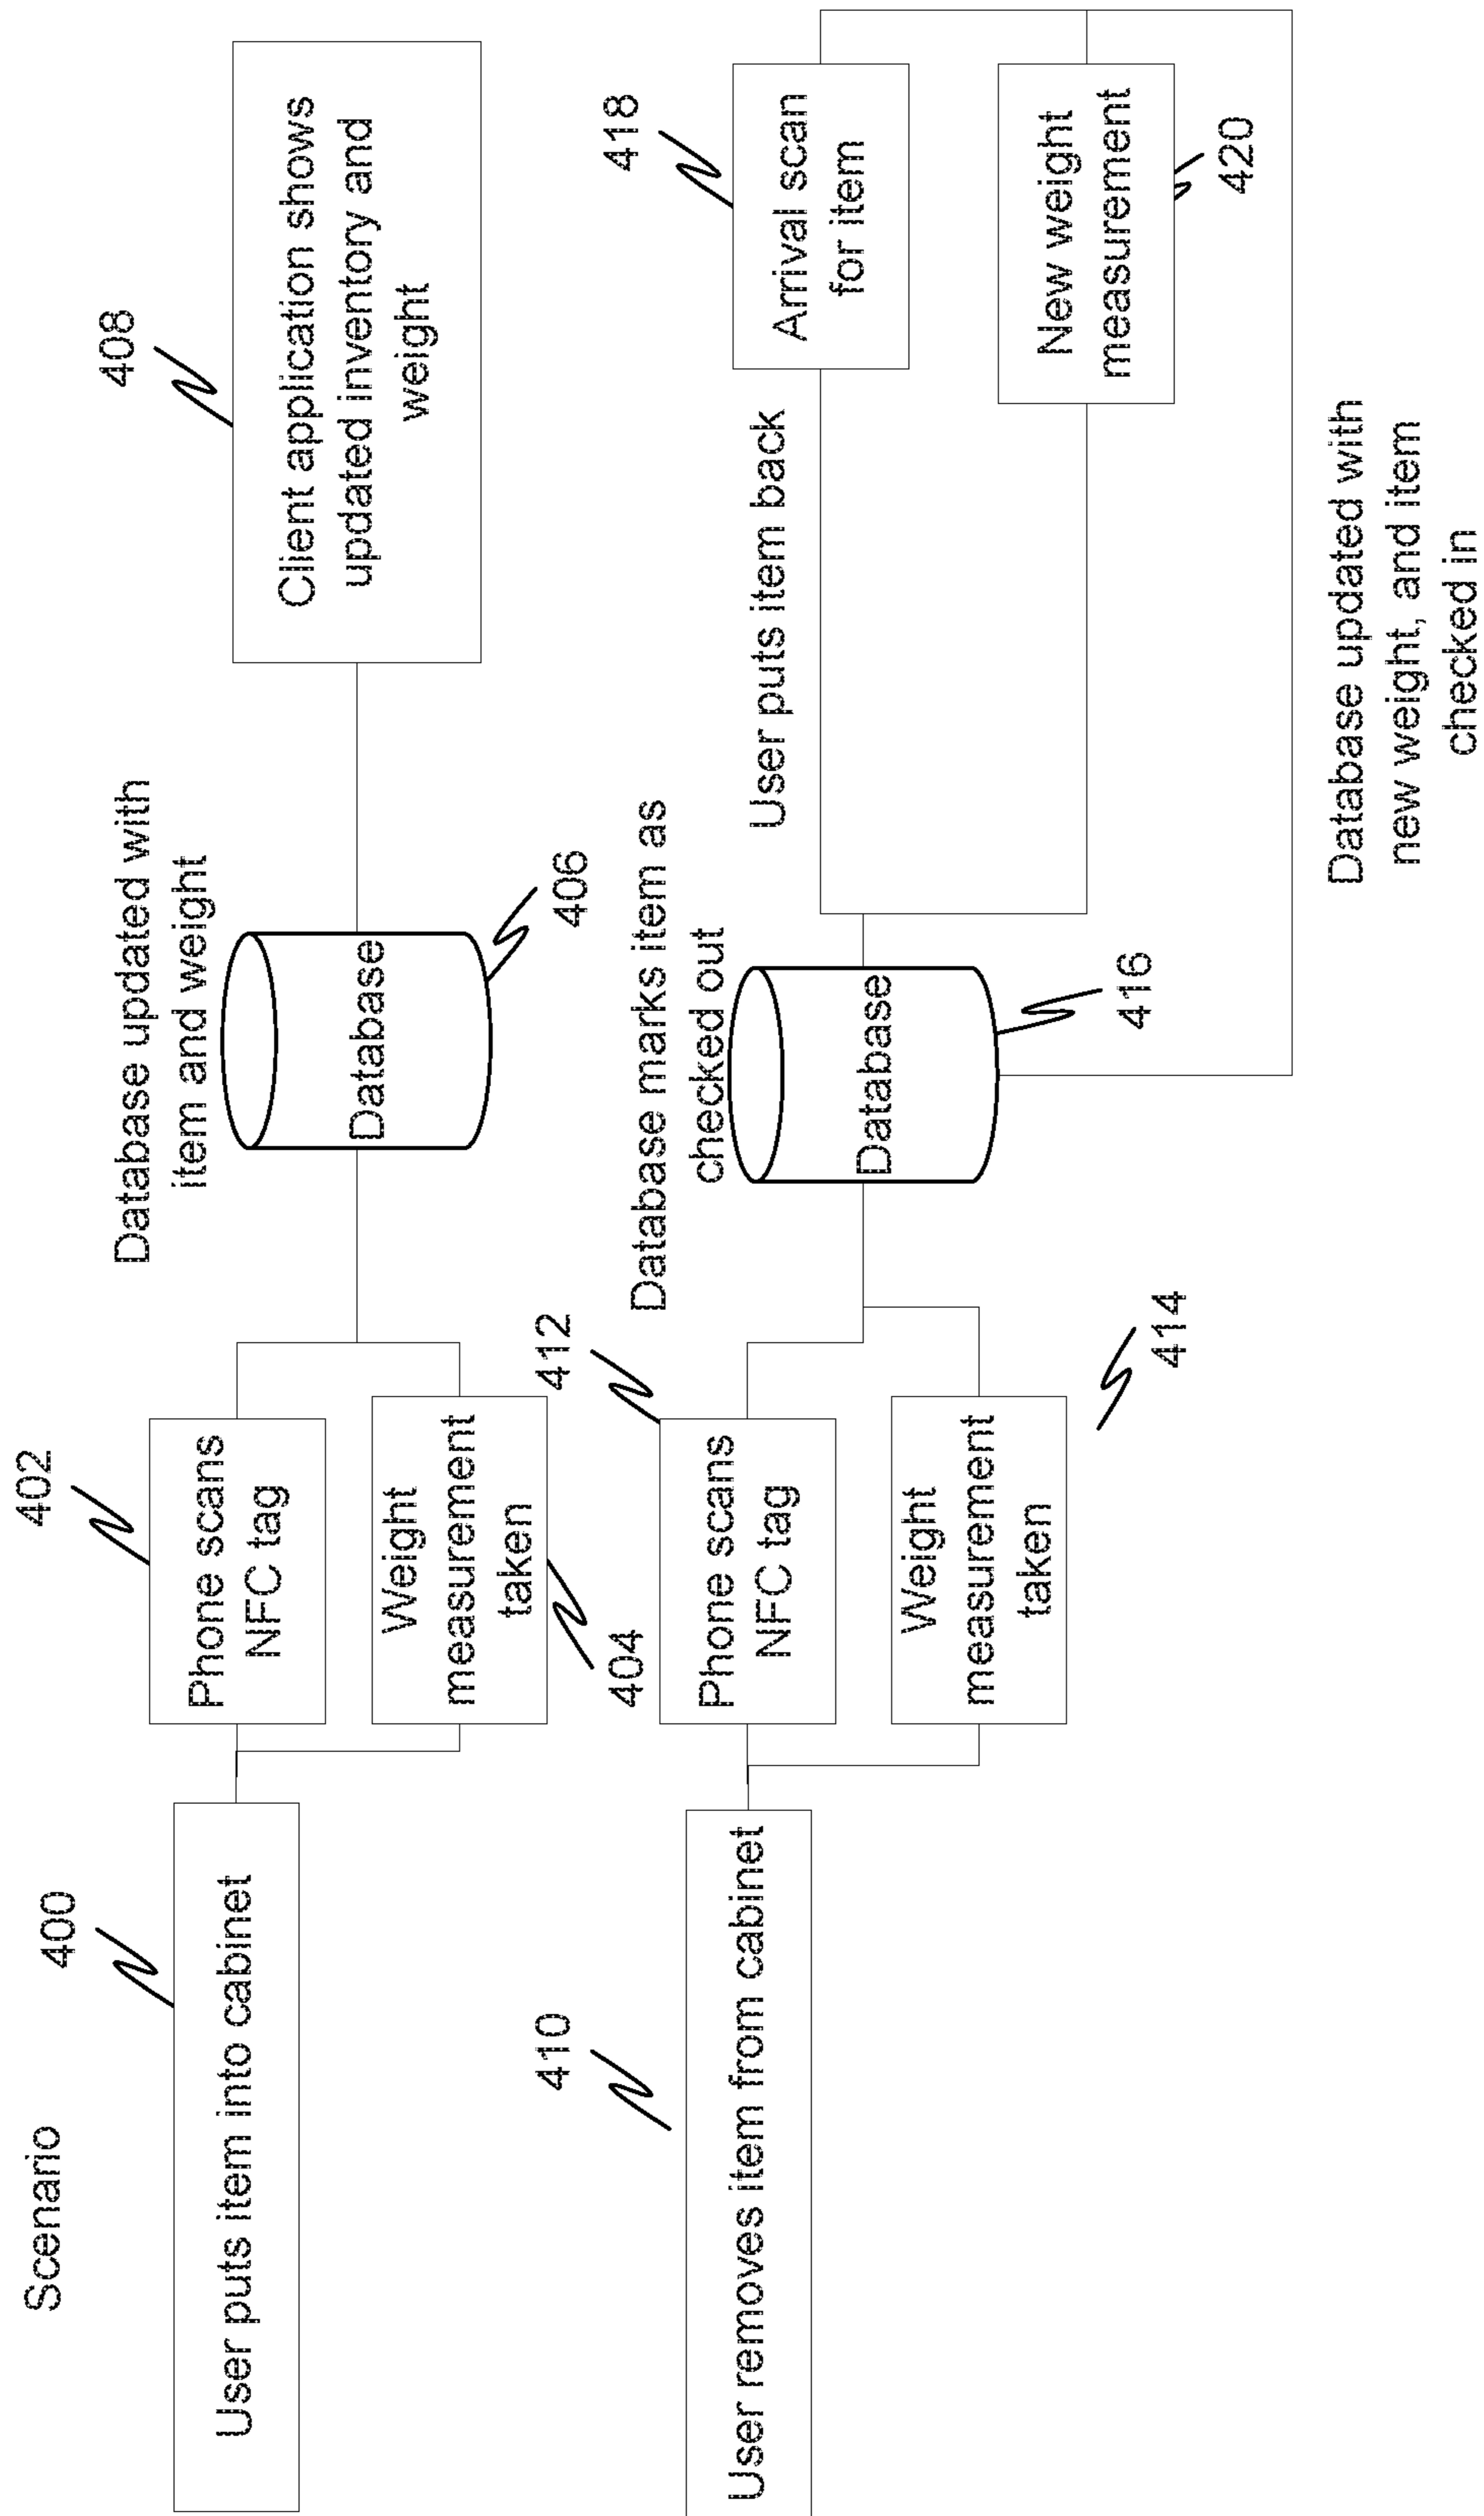 Scenario
400
User puts item into cabinet
402
Phone scans
NFC tag
Weight
measurement
taken
404
Database updated with
item and weight
Database
406
408
Client application shows
updated inventory and
weight
410
User removes item from cabinet
412
Phone scans
NFC tag
Weight
measurement
taken
414
Database marks item as
checked out
Database
416
User puts item back
418
Arrival scan
for item
New weight
measurement
420
Database updated with
new weight, and item
checked in